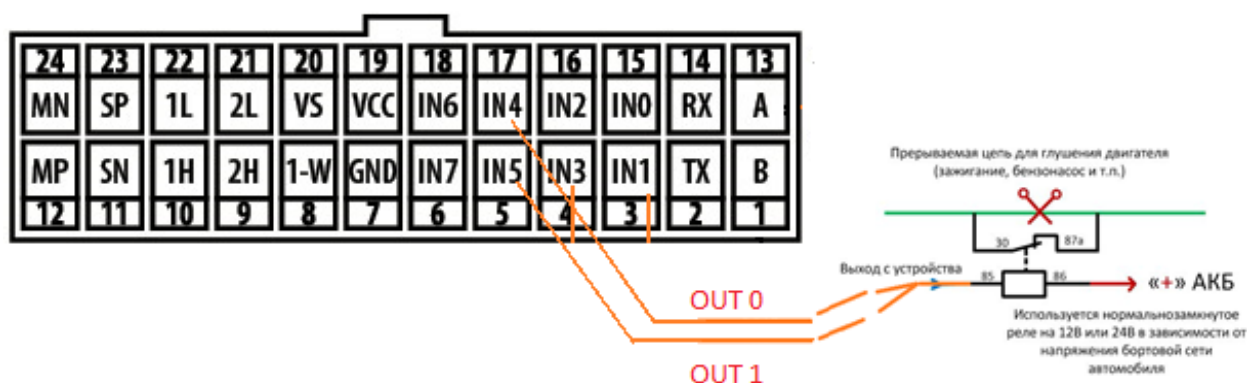 24 23 22 21 20 19 18 17 16 15 14 13
MN SP 1L 2L VS VCC IN6 IN4 IN2 IN0 RX A
MP SN 1H 2H 1-W GND IN7 IN5 IN3 IN1 TX B
12 11 10 9 8 7 6 5 4 3 2 1
Прерываемая цепь для глушения двигателя
(зажигание, бензонасос и т.п.)
30 87а
Выход с устройства
85 86 «+» АКБ
OUT 0
Используется нормальнозамкнутое
реле на 12В или 24В в зависимости от
напряжения бортовой сети
автомобиля
OUT 1